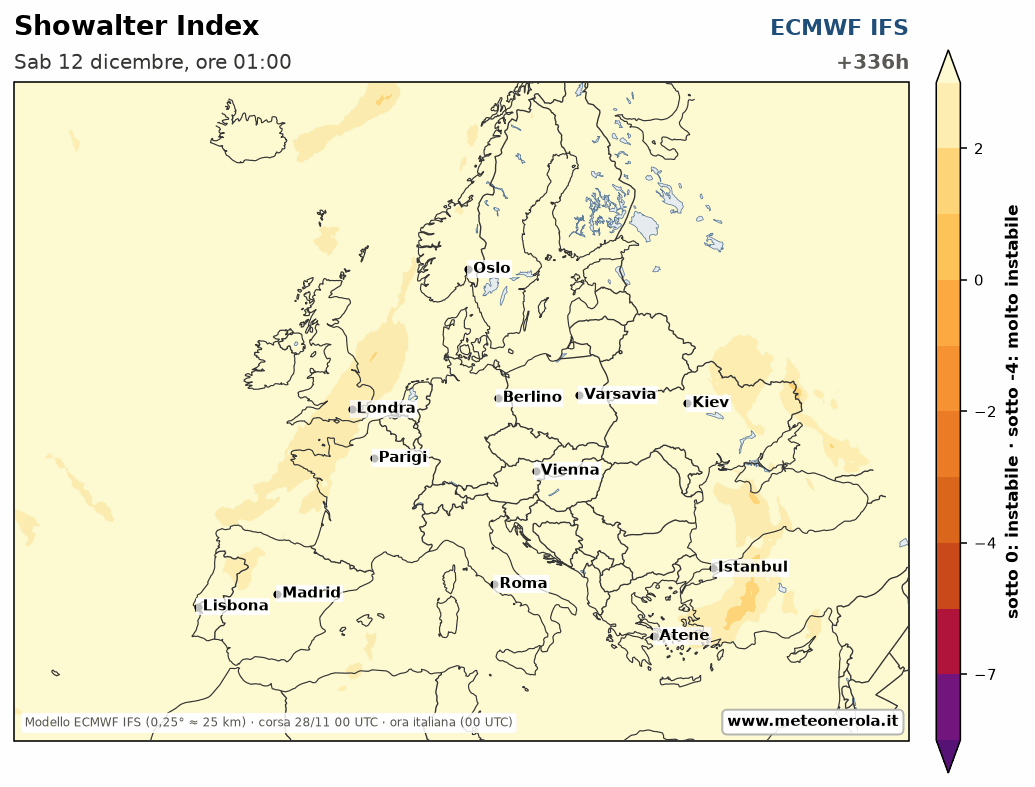 Showalter Index
ECMWF IFS
Sab 12 dicembre, ore 01:00
+336h
Oslo
Berlino
Varsavia
Kiev
Londra
Parigi
Vienna
Istanbul
Roma
Madrid
Lisbona
Atene
Modello ECMWF IFS (0,25° ≈ 25 km) · corsa 28/11 00 UTC · ora italiana (00 UTC)
www.meteonerola.it
2
0
−2
−4
−7
sotto 0: instabile · sotto -4: molto instabile